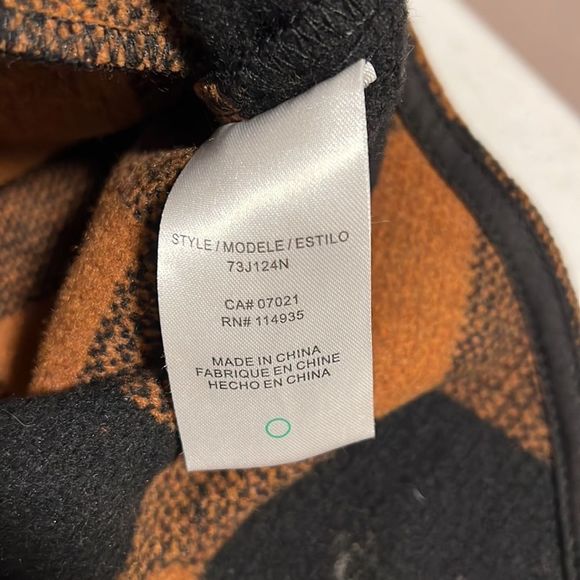 STYLE / MODELE / ESTILO
73J124N
CA# 07021
RN# 114935
MADE IN CHINA
FABRIQUE EN CHINE
HECHO EN CHINA